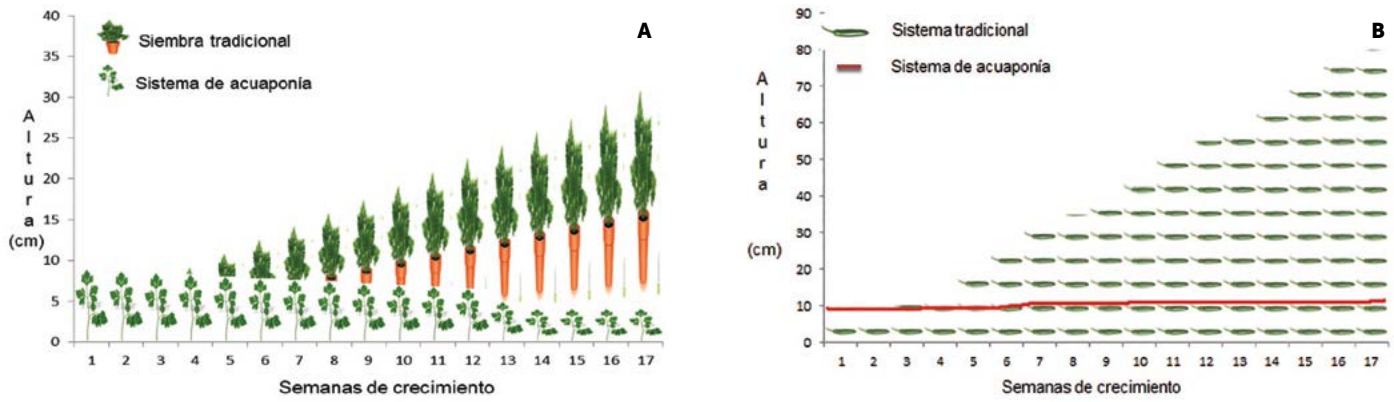 A
40
35
30
25
20
15
10
5
0
Altura
(cm)
Siembra tradicional
Sistema de acuaponía
1 2 3 4 5 6 7 8 9 10 11 12 13 14 15 16 17
Semanas de crecimiento
B
Sistema tradicional
Sistema de acuaponía
80
70
60
50
40
30
20
10
0
Altura
(cm)
1 2 3 4 5 6 7 8 9 10 11 12 13 14 15 16 17
Semanas de crecimiento